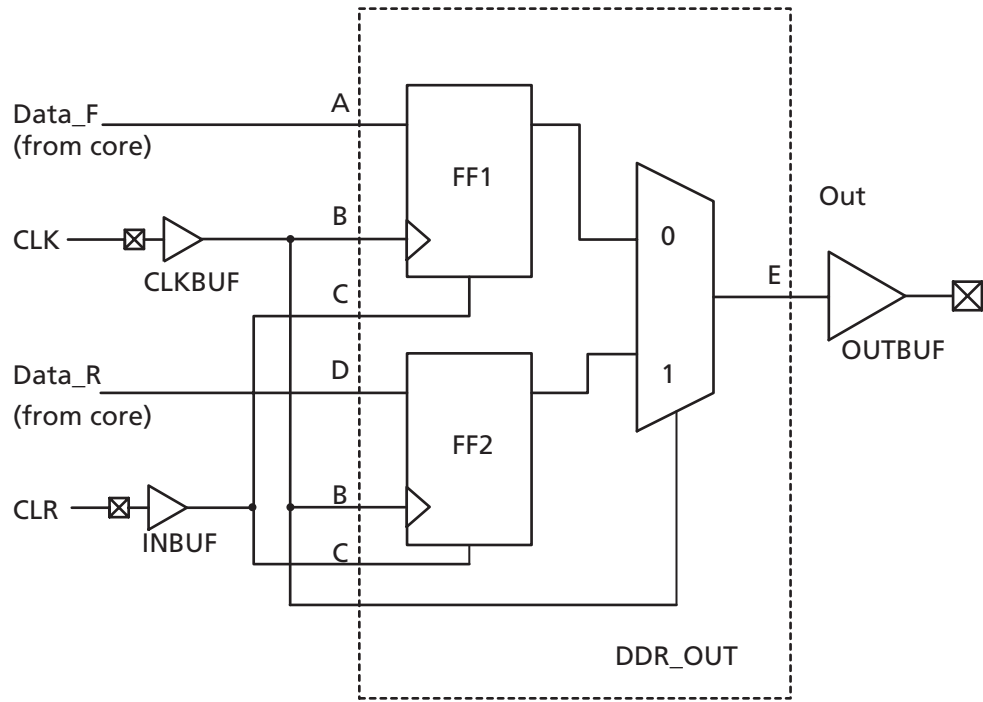 Data_F
(from core)
A
FF1
CLK
CLKBUF
B
C
0
Out
E
OUTBUF
Data_R
(from core)
D
1
FF2
CLR
INBUF
B
C
DDR_OUT